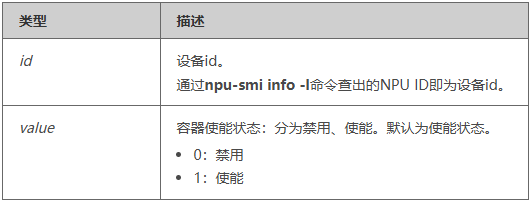 类型 描述
id 设备id。
通过npu-smi info -l命令查出的NPU ID即为设备id。
value 容器使能状态：分为禁用、使能。默认为使能状态。
• 0：禁用
• 1：使能